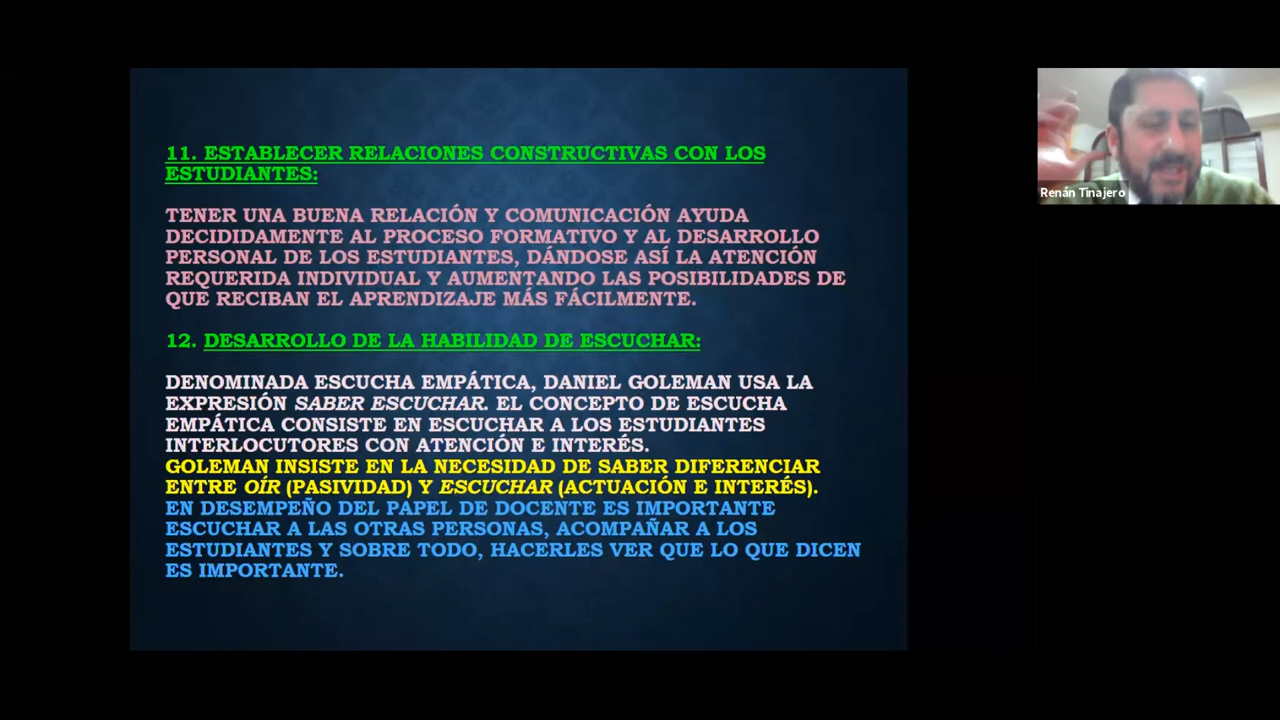 11. ESTABLECER RELACIONES CONSTRUCTIVAS CON LOS
ESTUDIANTES:
TENER UNA BUENA RELACIÓN Y COMUNICACIÓN AYUDA
DECIDIDAMENTE AL PROCESO FORMATIVO Y AL DESARROLLO
PERSONAL DE LOS ESTUDIANTES, DÁNDOSE ASÍ LA ATENCIÓN
REQUERIDA INDIVIDUAL Y AUMENTANDO LAS POSIBILIDADES DE
QUE RECIBAN EL APRENDIZAJE MÁS FÁCILMENTE.
12. DESARROLLO DE LA HABILIDAD DE ESCUCHAR:
DENOMINADA ESCUCHA EMPÁTICA, DANIEL GOLEMAN USA LA
EXPRESIÓN SABER ESCUCHAR. EL CONCEPTO DE ESCUCHA
EMPÁTICA CONSISTE EN ESCUCHAR A LOS ESTUDIANTES
INTERLOCUTORES CON ATENCIÓN E INTERÉS.
GOLEMAN INSISTE EN LA NECESIDAD DE SABER DIFERENCIAR
ENTRE OÍR (PASIVIDAD) Y ESCUCHAR (ACTUACIÓN E INTERÉS).
EN DESEMPEÑO DEL PAPEL DE DOCENTE ES IMPORTANTE
ESCUCHAR A LAS OTRAS PERSONAS, ACOMPAÑAR A LOS
ESTUDIANTES Y SOBRE TODO, HACERLES VER QUE LO QUE DICEN
ES IMPORTANTE.
Renán Tinajero